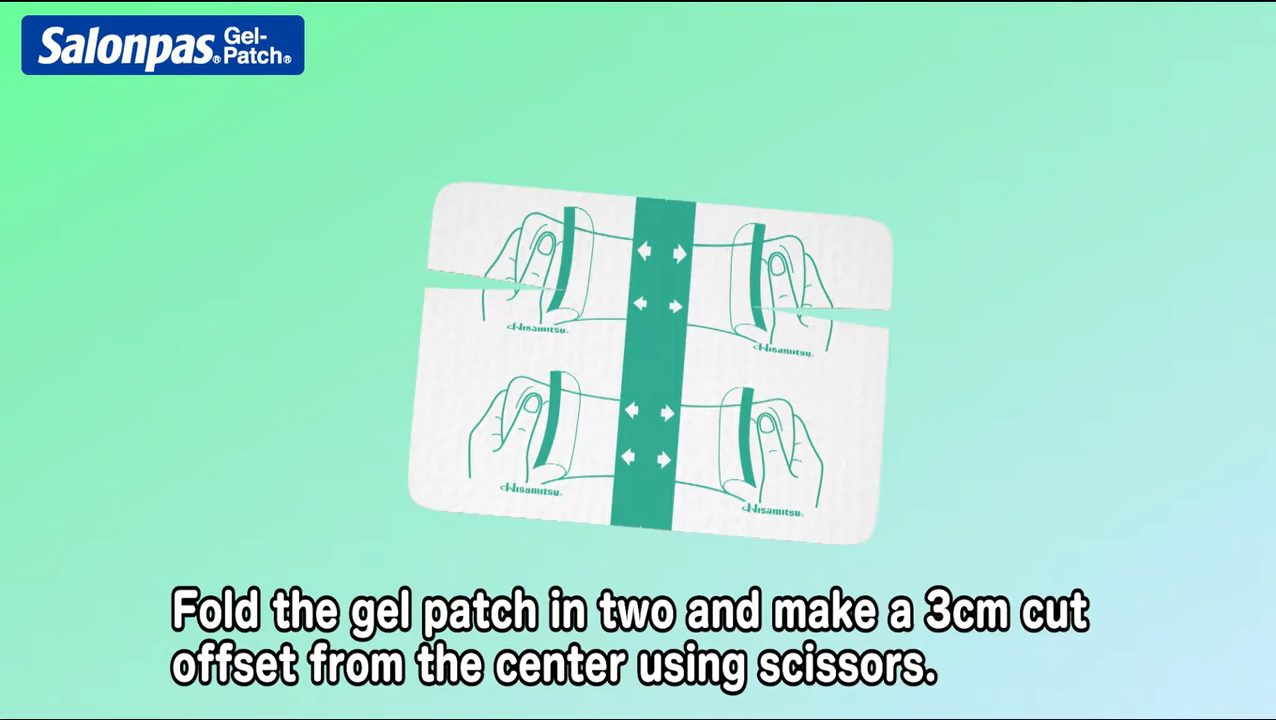 Salonpas® Gel-Patch®
Hisamitsu®
Hisamitsu®
Hisamitsu®
Hisamitsu®
Fold the gel patch in two and make a 3cm cut
offset from the center using scissors.